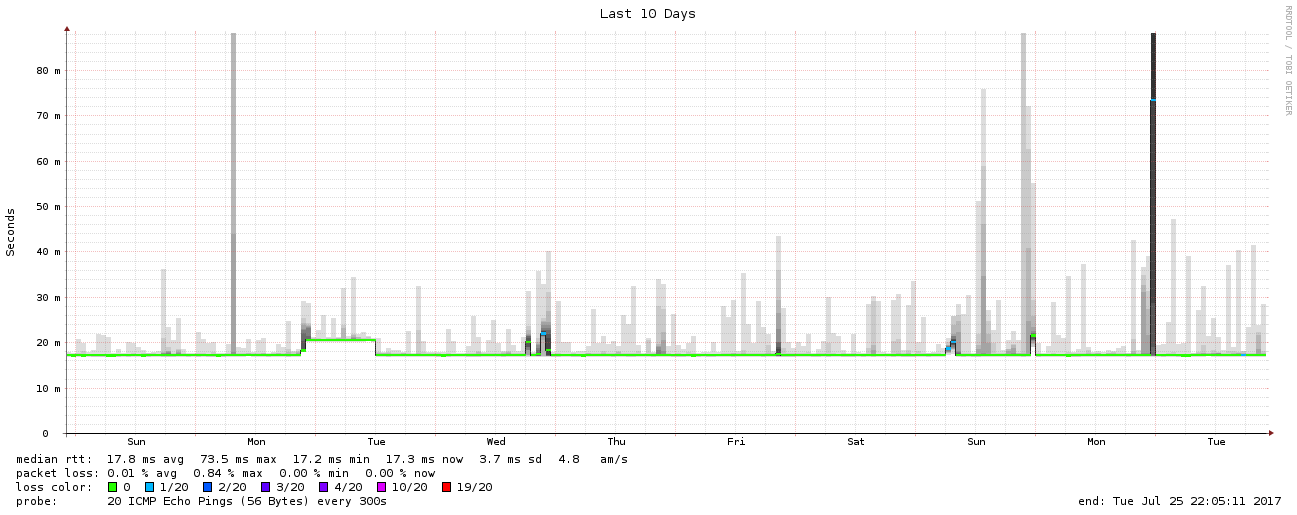 Last 10 Days
RRDTOOL / TOBI OETIKER
Seconds
80 m
70 m
60 m
50 m
40 m
30 m
20 m
10 m
0
Sun Mon Tue Wed Thu Fri Sat Sun Mon Tue
median rtt: 17.8 ms avg 73.5 ms max 17.2 ms min 17.3 ms now 3.7 ms sd 4.8 am/s
packet loss: 0.01 % avg 0.84 % max 0.00 % min 0.00 % now
loss color: 0 1/20 2/20 3/20 4/20 10/20 19/20
probe: 20 ICMP Echo Pings (56 Bytes) every 300s end: Tue Jul 25 22:05:11 2017